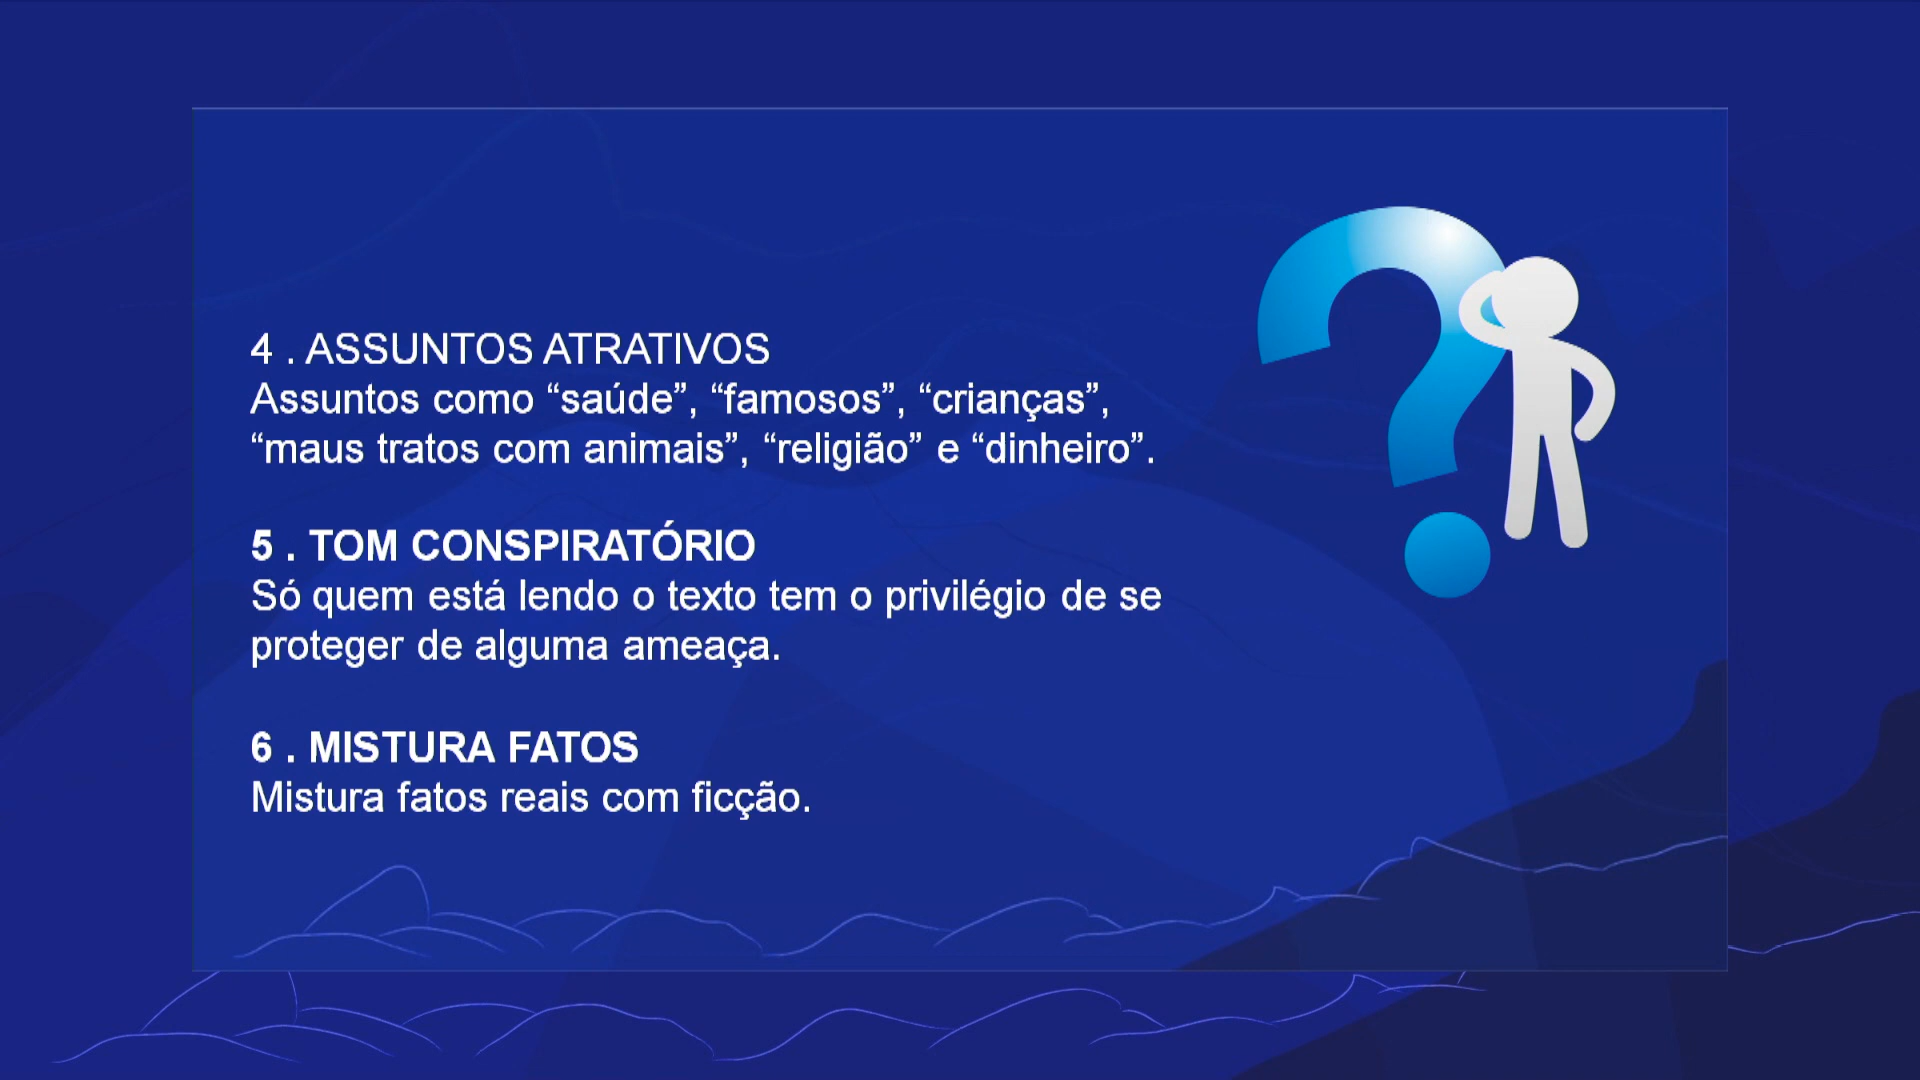 4 . ASSUNTOS ATRATIVOS
Assuntos como “saúde”, “famosos”, “crianças”,
“maus tratos com animais”, “religião” e “dinheiro”.
5 . TOM CONSPIRATÓRIO
Só quem está lendo o texto tem o privilégio de se
proteger de alguma ameaça.
6 . MISTURA FATOS
Mistura fatos reais com ficção.